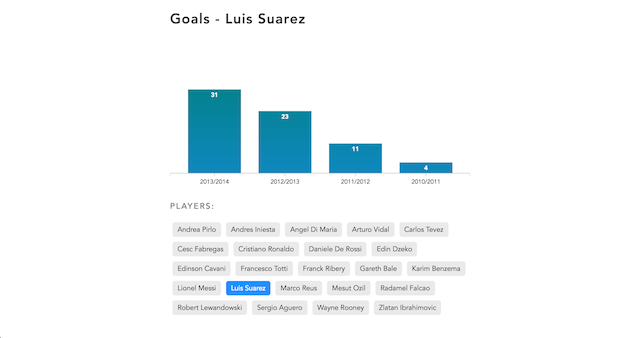 Goals - Luis Suarez
31
23
11
4
2013/2014 2012/2013 2011/2012 2010/2011
PLAYERS:
Andrea Pirlo Andres Iniesta Angel Di Maria Arturo Vidal Carlos Tevez
Cesc Fabregas Cristiano Ronaldo Daniele De Rossi Edin Dzeko
Edinson Cavani Francesco Totti Franck Ribery Gareth Bale Karim Benzema
Lionel Messi Luis Suarez Marco Reus Mesut Ozil Radamel Falcao
Robert Lewandowski Sergio Aguero Wayne Rooney Zlatan Ibrahimovic